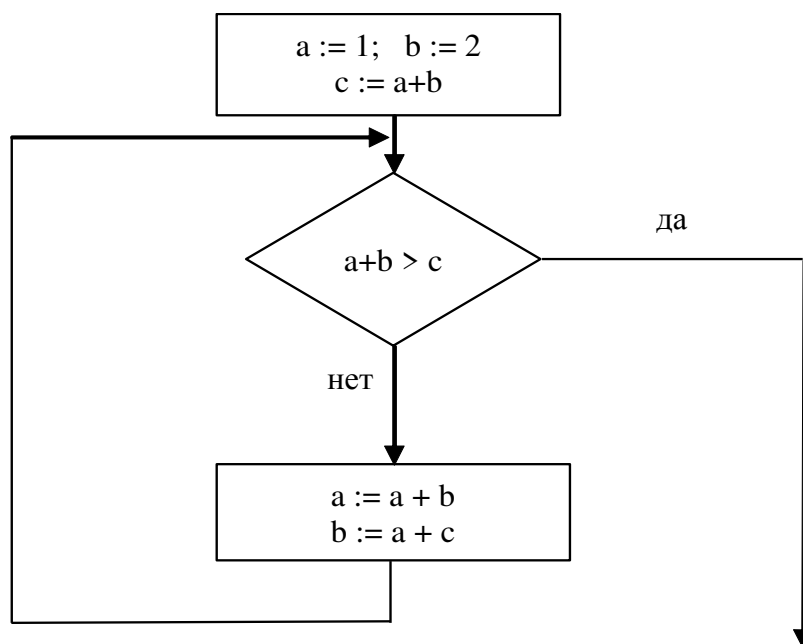 a := 1; b := 2
c := a+b
да
a+b > c
нет
a := a + b
b := a + c